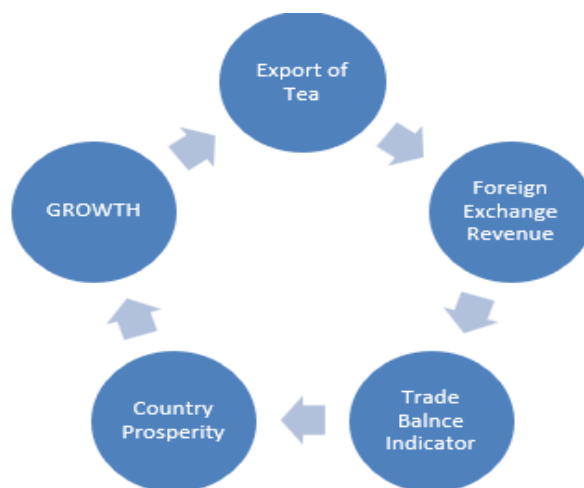 Export of
Tea
Foreign
Exchange
Revenue
Trade
Balnce
Indicator
Country
Prosperity
GROWTH